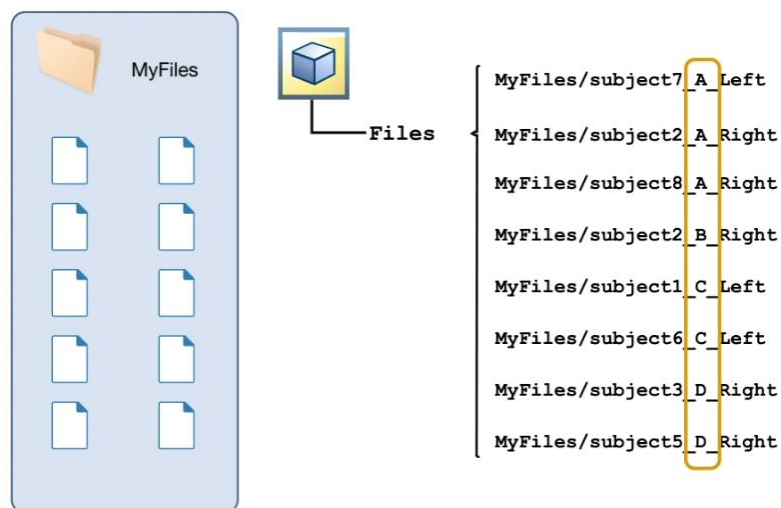 MyFiles
Files
MyFiles/subject7_A_Left
MyFiles/subject2_A_Right
MyFiles/subject8_A_Right
MyFiles/subject2_B_Right
MyFiles/subject1_C_Left
MyFiles/subject6_C_Left
MyFiles/subject3_D_Right
MyFiles/subject5_D_Right